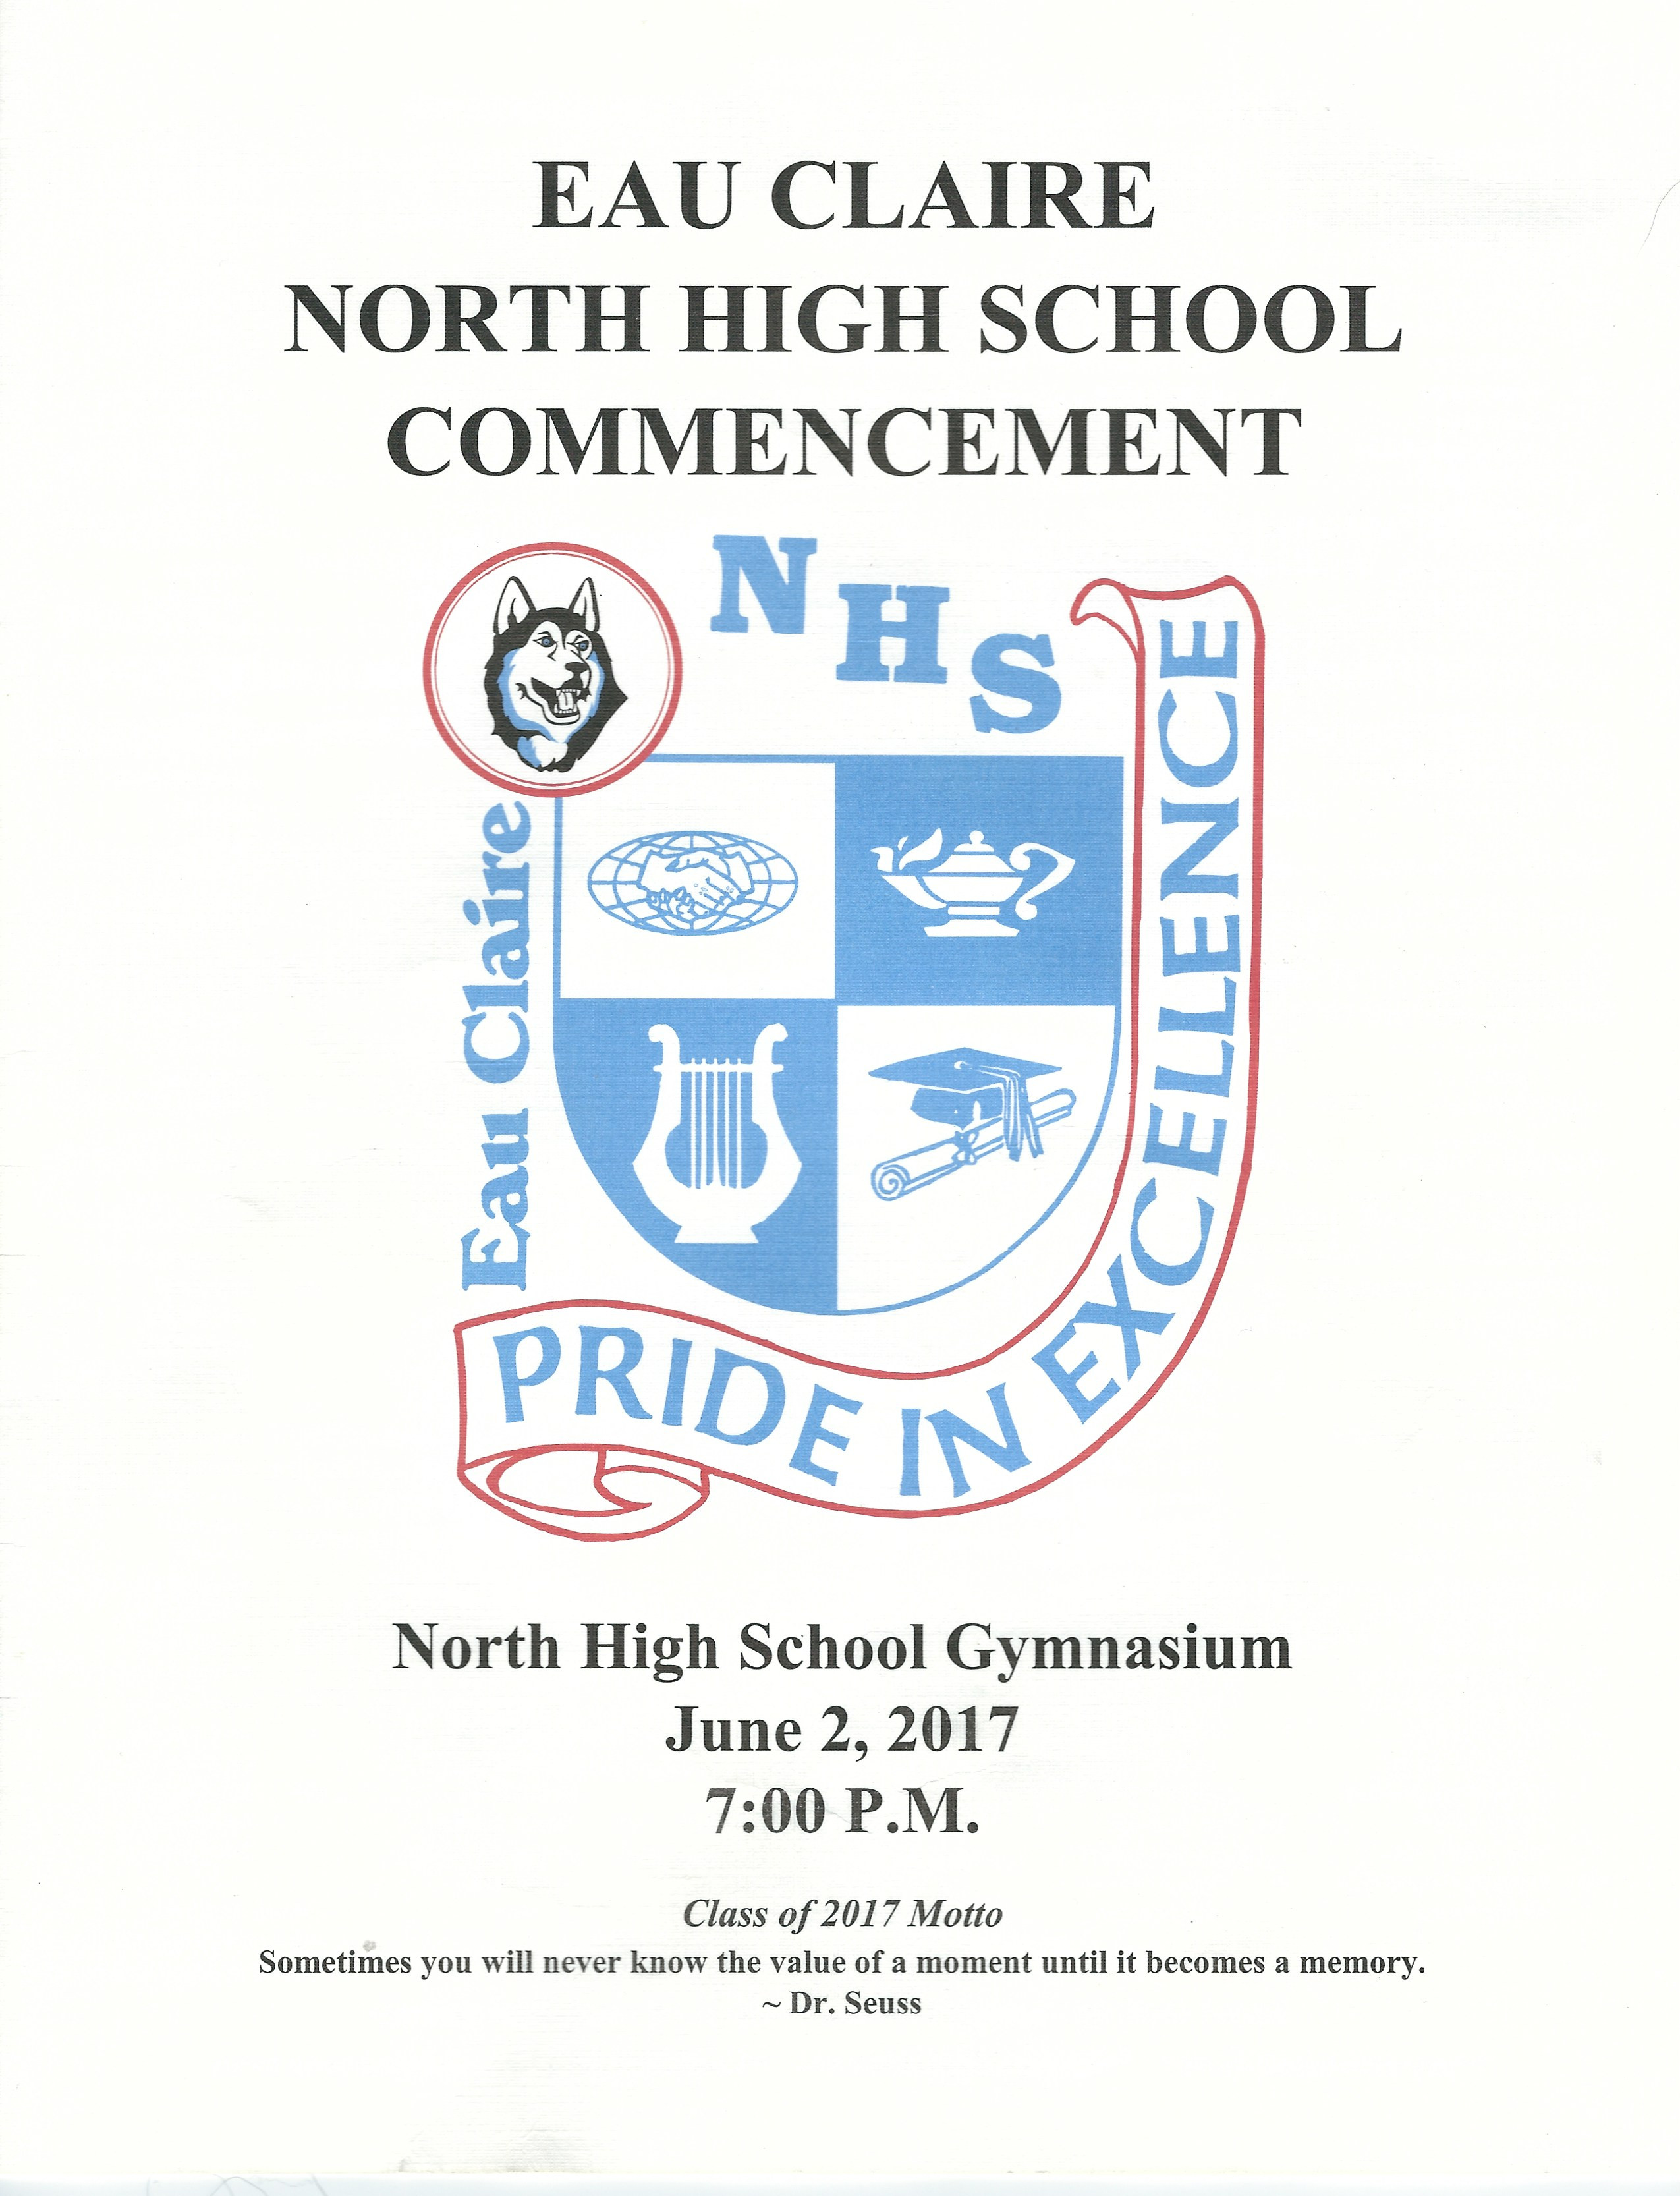 EAU CLAIRE
NORTH HIGH SCHOOL
COMMENCEMENT
NHS
Eau Claire
PRIDE IN EXCELLENCE
North High School Gymnasium
June 2, 2017
7:00 P.M.
Class of 2017 Motto
Sometimes you will never know the value of a moment until it becomes a memory.
~ Dr. Seuss